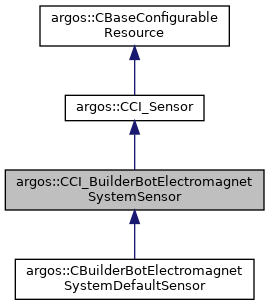 argos::CBaseConfigurable
Resource
argos::CCI_Sensor
argos::CCI_BuilderBotElectromagnet
SystemSensor
argos::CBuilderBotElectromagnet
SystemDefaultSensor